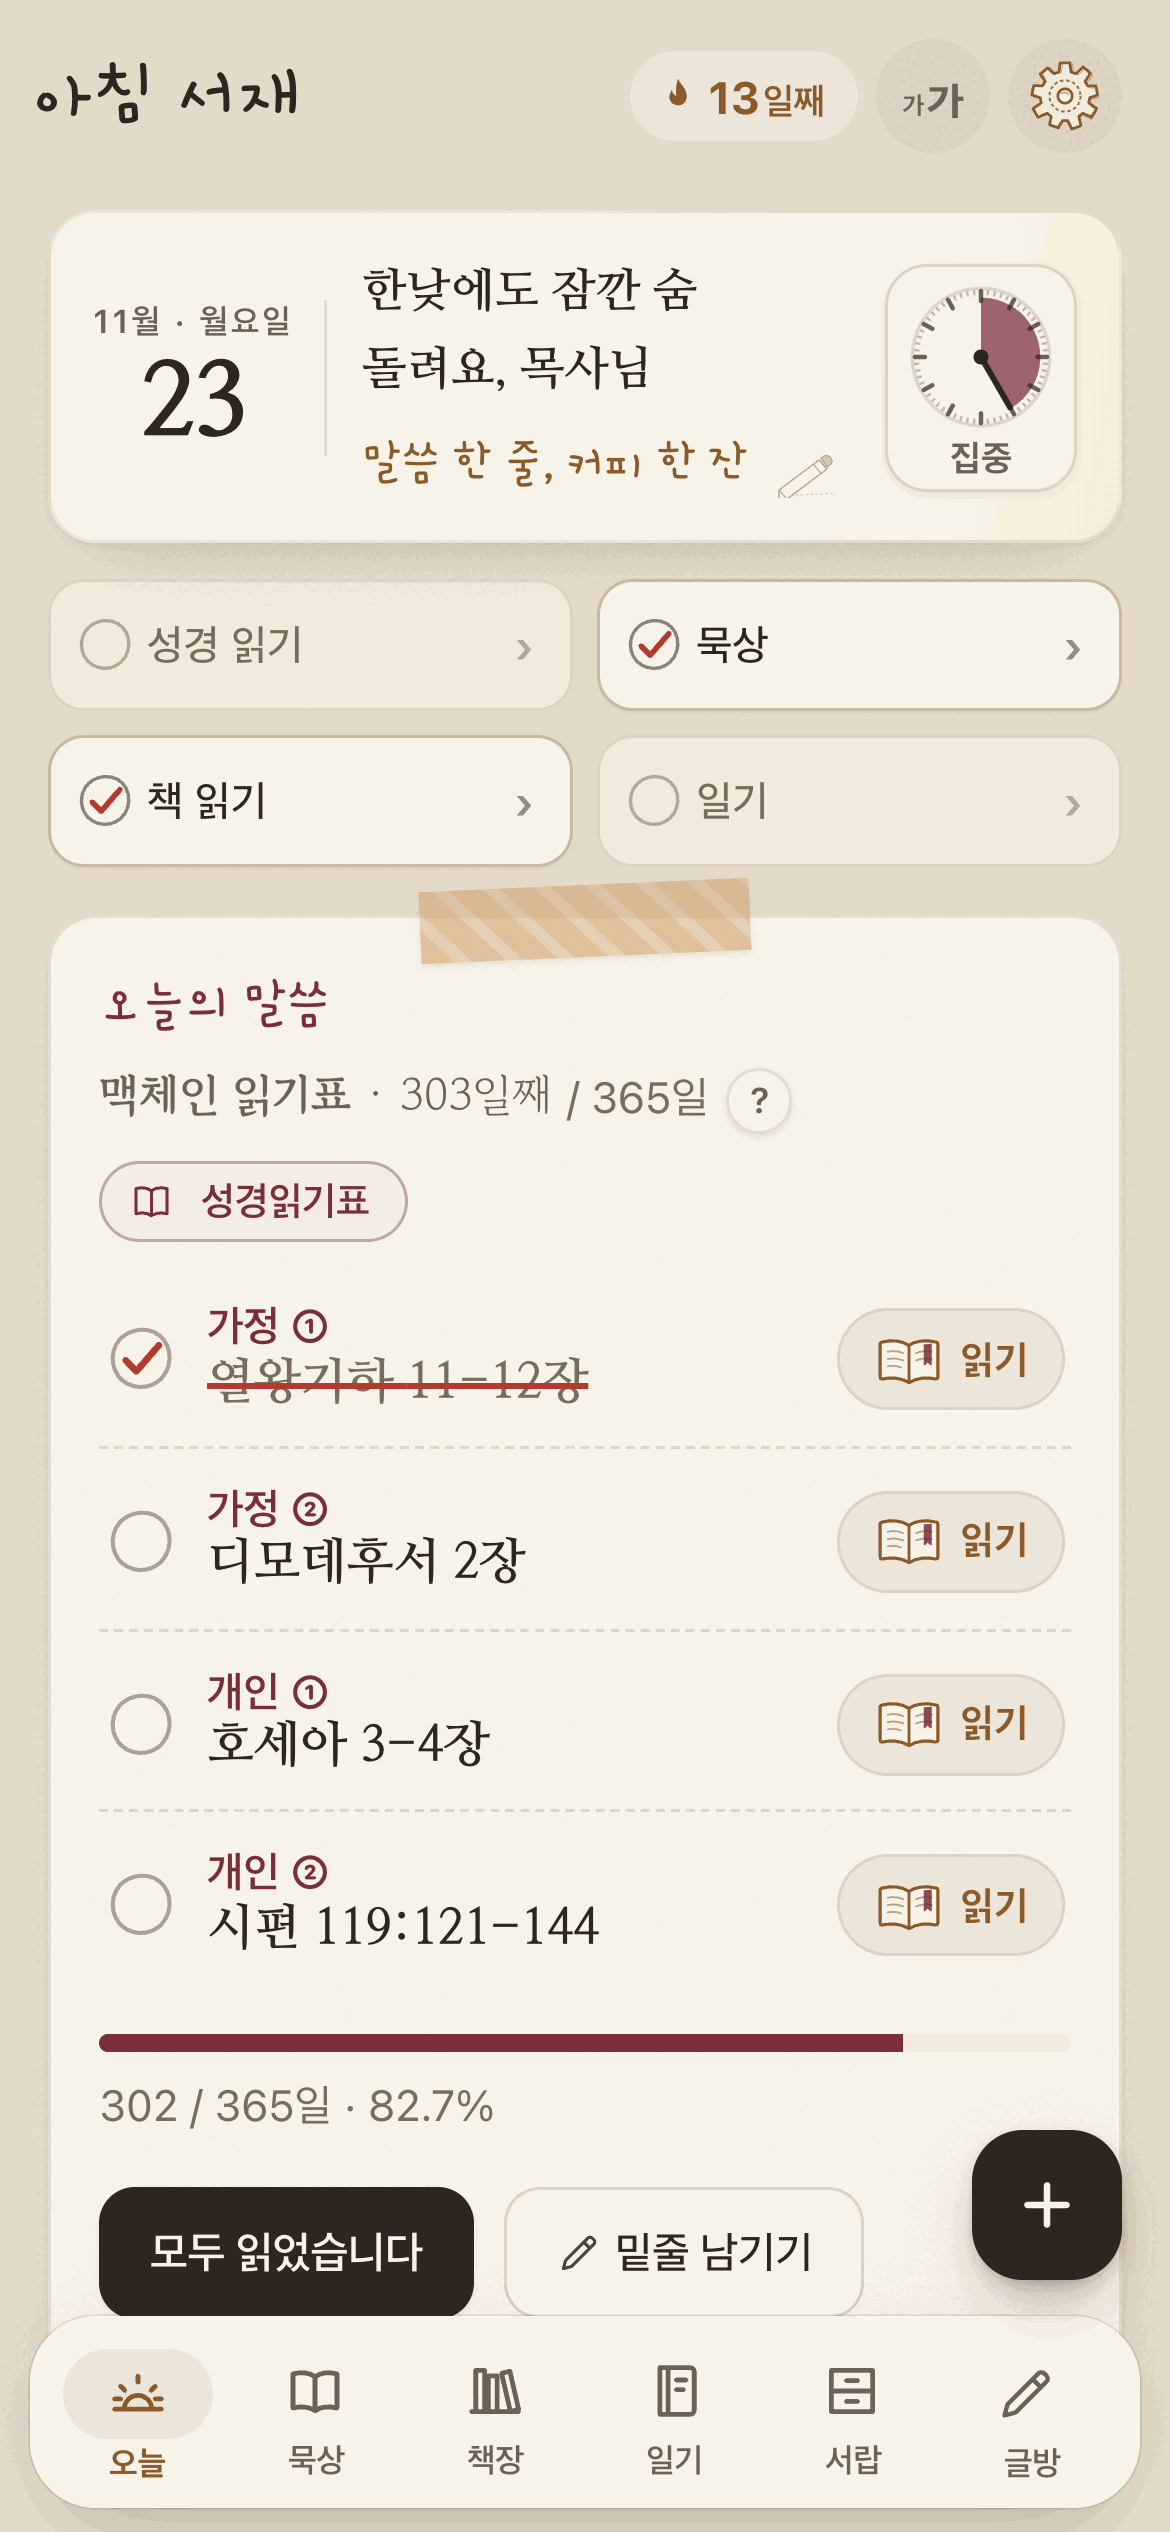 아침 서재
13일째
가가
11월 · 월요일
23
한낮에도 잠깐 숨
돌려요, 목사님
말씀 한 줄, 커피 한 잔
집중
성경 읽기 ›
묵상 ›
책 읽기 ›
일기 ›
오늘의 말씀
맥체인 읽기표 · 303일째 / 365일 ?
성경읽기표
가정 ①
열왕기하 11–12장
읽기
가정 ②
디모데후서 2장
읽기
개인 ①
호세아 3–4장
읽기
개인 ②
시편 119:121–144
읽기
302 / 365일 · 82.7%
모두 읽었습니다
밑줄 남기기
+
오늘
묵상
책장
일기
서랍
글방